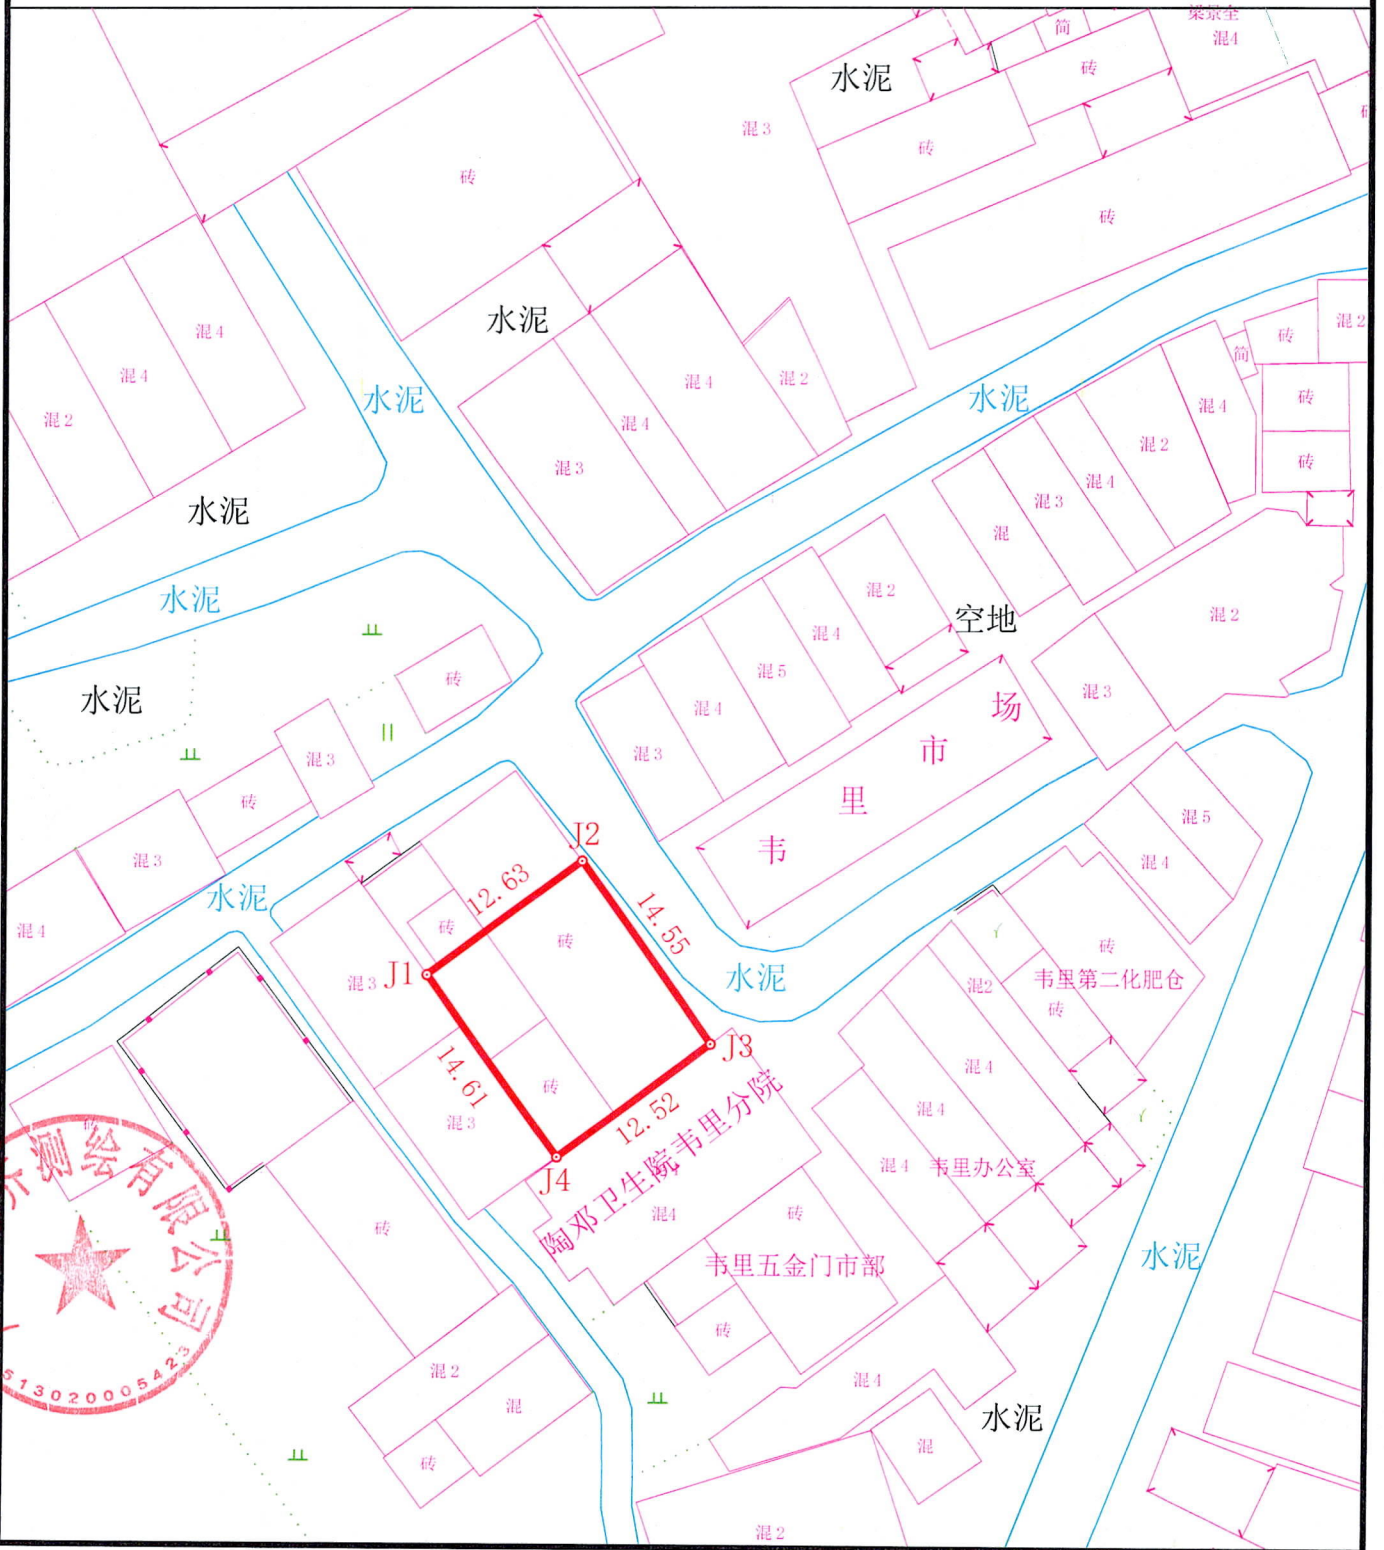 梁景全
简
混4
水泥
砖
混3
砖
砖
砖
砖
混4
水泥
混2
砖
简
混4
混4
混2
水泥
水泥
混4
混2
混4
砖
混2
混3
混4
砖
混4
混3
水泥
混
水泥
混2
空地
混2
混4
混5
水泥
砖
混3
场
混4
混3
市
混3
混3
里
砖
混5
J2
韦
混3
混4
水泥
12.63
14.55
混4
砖
砖
砖
J1
混3
水泥
混2
韦里第二化肥仓
砖
J3
14.61
混4
砖
12.52
混4
混3
混4
韦里办公室
J4
陶邓卫生院韦里分院
混4
砖
砖
水泥
韦里五金门市部
砖
混2
混4
混
水泥
混
砖
混2
测绘有限公司
513020005423